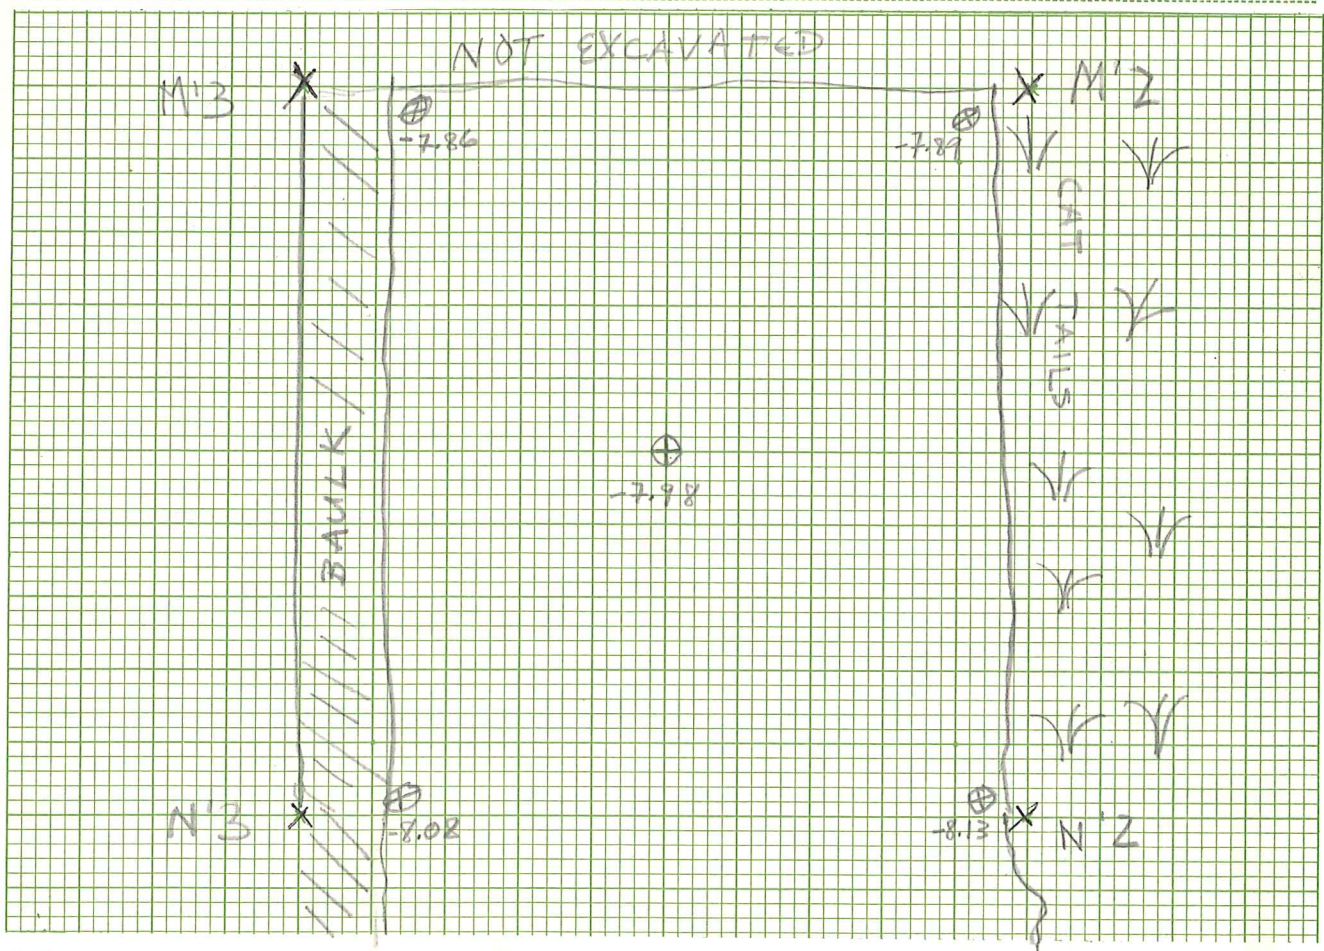 NOT EXCAVATED
M'3
M'2
-7.86
-7.89
CAT TAILS
BAULK
-7.98
N'3
-8.02
-8.13
N'2